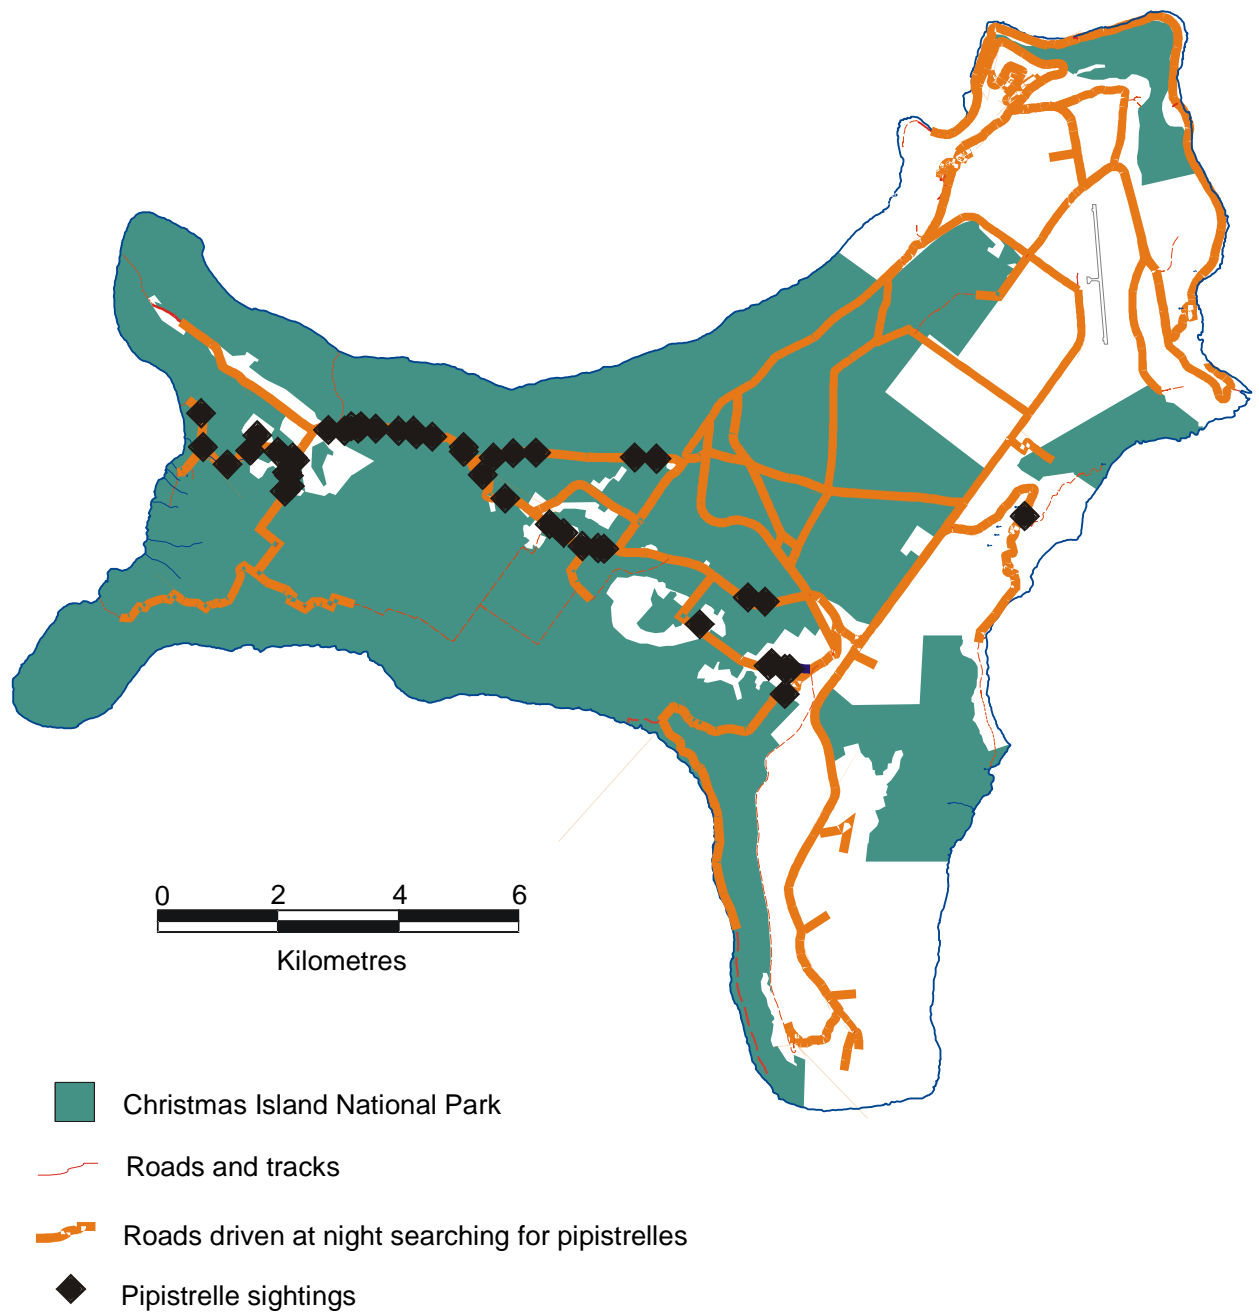 0 2 4 6
Kilometres
Christmas Island National Park
Roads and tracks
Roads driven at night searching for pipistrelles
Pipistrelle sightings